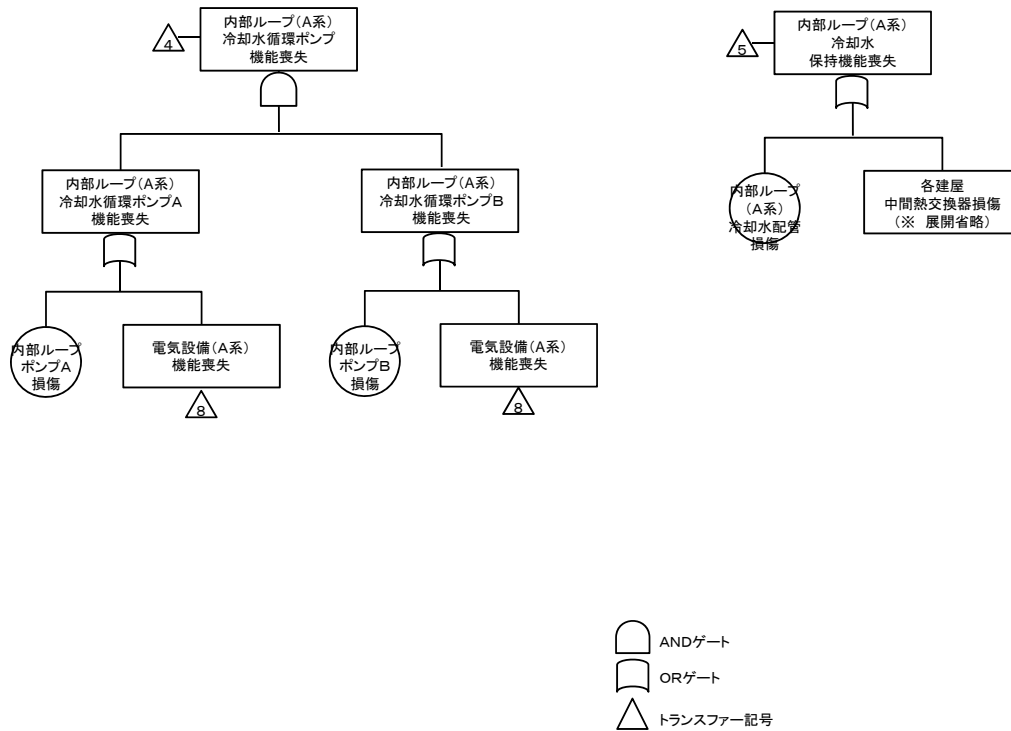 4
内部ループ(A系)
冷却水循環ポンプ
機能喪失
5
内部ループ(A系)
冷却水
保持機能喪失
内部ループ(A系)
冷却水循環ポンプA
機能喪失
内部ループ(A系)
冷却水循環ポンプB
機能喪失
内部ループ
(A系)
冷却水配管
損傷
各建屋
中間熱交換器損傷
(※ 展開省略)
内部ループ
ポンプA
損傷
電気設備(A系)
機能喪失
8
内部ループ
ポンプB
損傷
電気設備(A系)
機能喪失
8
ANDゲート
ORゲート
トランスファー記号